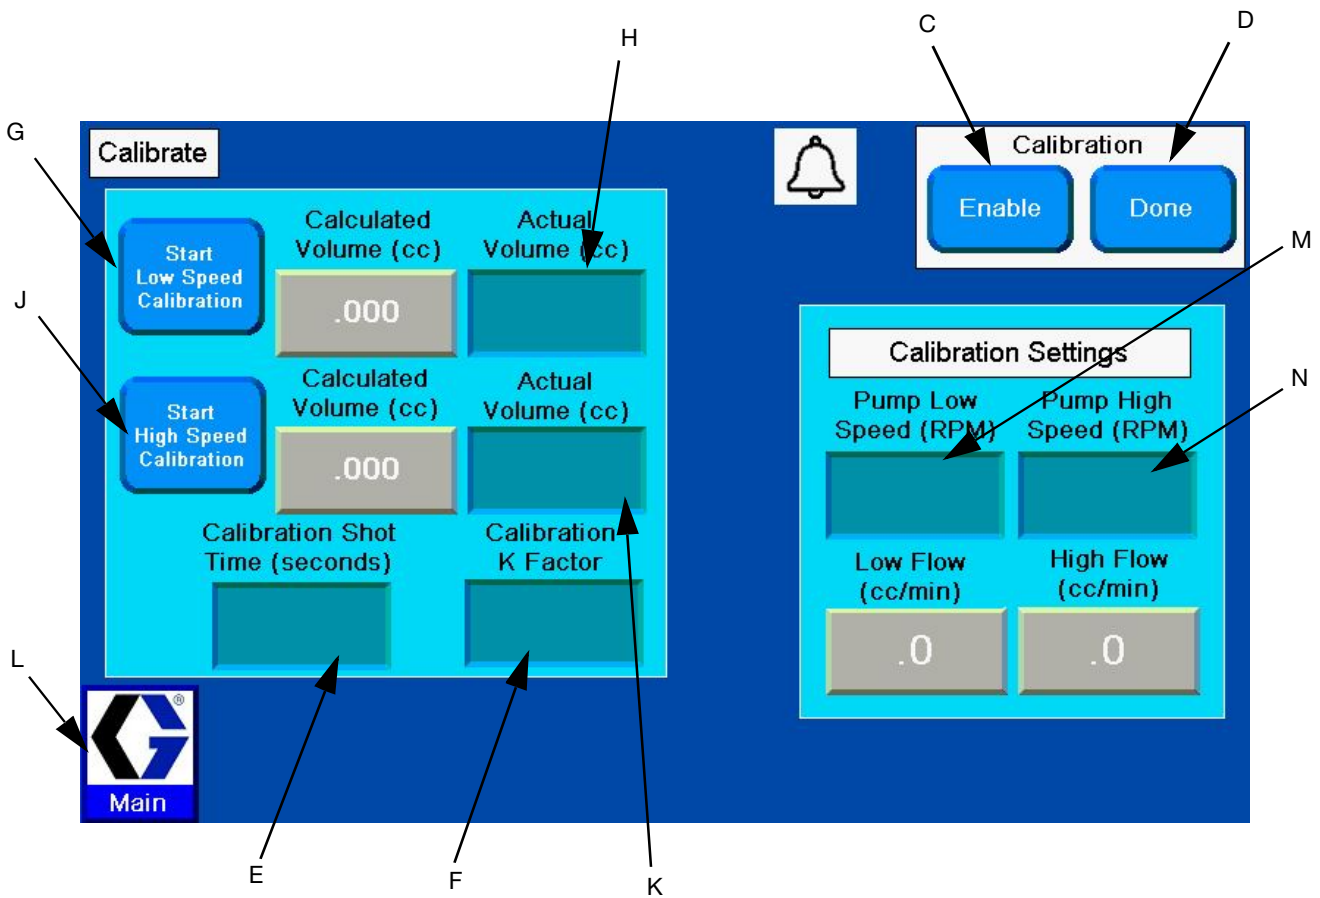 C
D
H
G
Calibrate
Calibration
Enable
Done
Calculated
Volume (cc)
Actual
Volume (cc)
Start
Low Speed
Calibration
.000
M
J
Calibration Settings
Calculated
Volume (cc)
Actual
Volume (cc)
Start
High Speed
Calibration
.000
N
Pump Low
Speed (RPM)
Pump High
Speed (RPM)
Calibration Shot
Time (seconds)
Calibration
K Factor
Low Flow
(cc/min)
High Flow
(cc/min)
.0
.0
L
®
Main
E
F
K